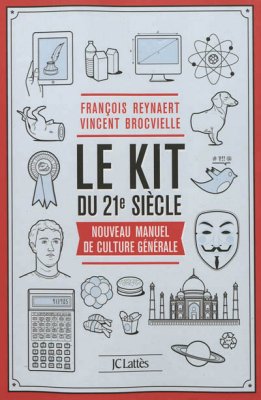 FRANÇOIS REYNAERT
VINCENT BROCVIELLE
LE KIT
DU 21e SIÈCLE
NOUVEAU MANUEL
DE CULTURE GÉNÉRALE
JC Lattès